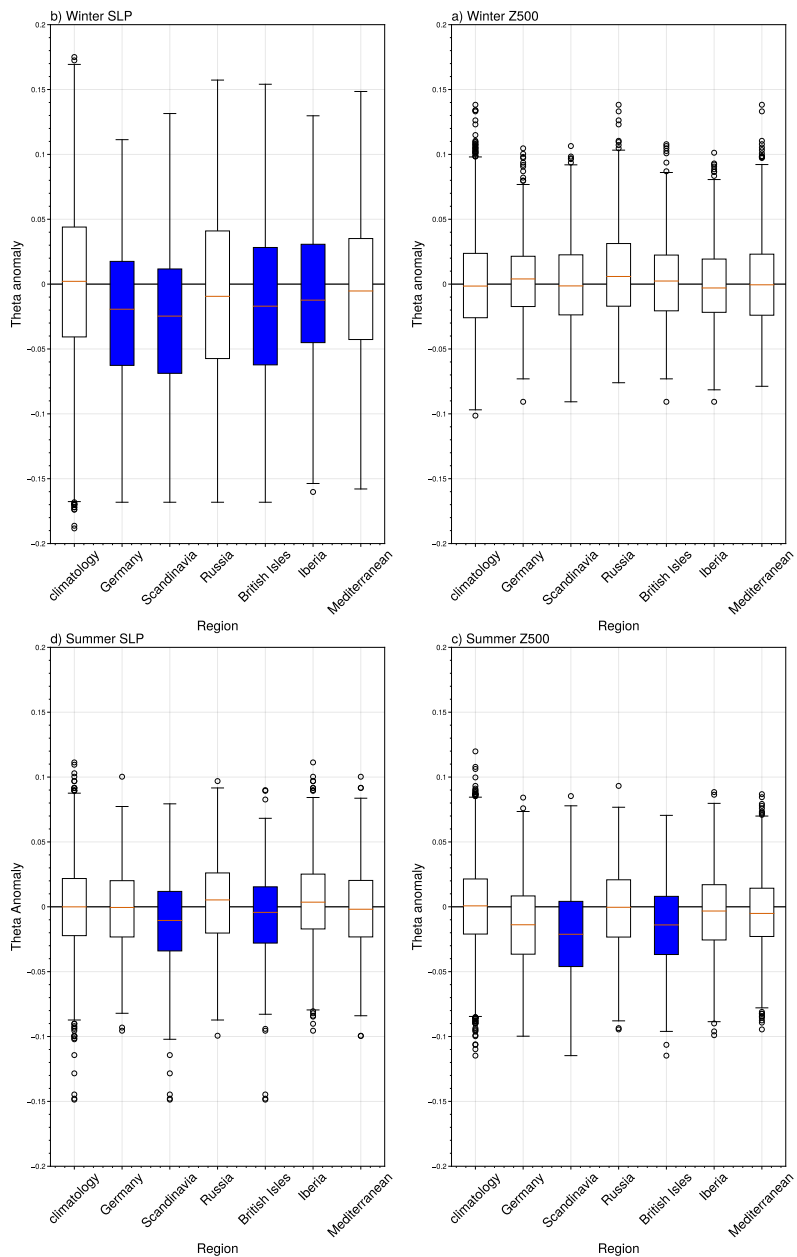 b) Winter SLP
0.2
0.15
0.1
0.05
0
−0.05
−0.1
−0.15
−0.2
Theta anomaly
climatology
Germany
Scandinavia
Russia
British Isles
Iberia
Mediterranean
Region
a) Winter Z500
0.2
0.15
0.1
0.05
0
−0.05
−0.1
−0.15
−0.2
Theta anomaly
climatology
Germany
Scandinavia
Russia
British Isles
Iberia
Mediterranean
Region
d) Summer SLP
0.2
0.15
0.1
0.05
0
−0.05
−0.1
−0.15
−0.2
Theta Anomaly
climatology
Germany
Scandinavia
Russia
British Isles
Iberia
Mediterranean
Region
c) Summer Z500
0.2
0.15
0.1
0.05
0
−0.05
−0.1
−0.15
−0.2
Theta anomaly
climatology
Germany
Scandinavia
Russia
British Isles
Iberia
Mediterranean
Region